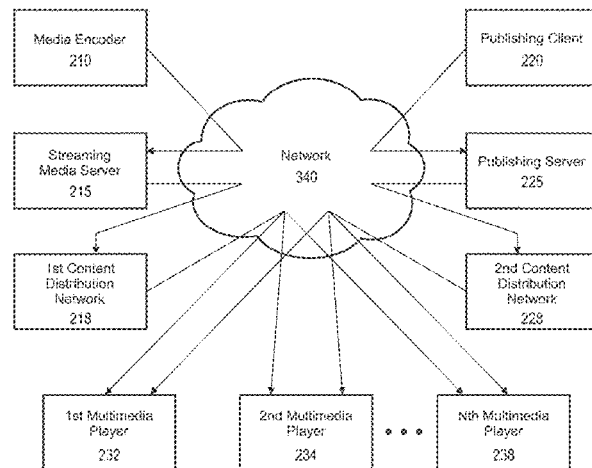 Media Encoder
210
Publishing Client
220
Streaming
Media Server
215
Network
340
Publishing Server
225
1st Content
Distribution
Network
218
2nd Content
Distribution
Network
228
1st Multimedia
Player
232
2nd Multimedia
Player
234
Nth Multimedia
Player
238